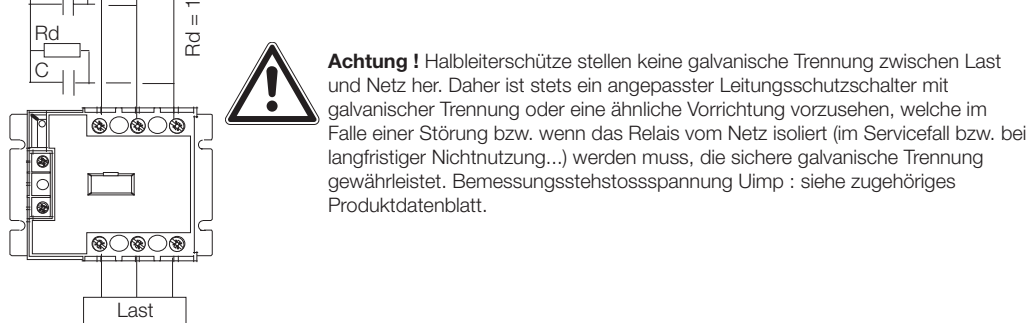 Rd
C
Rd = 1
Achtung ! Halbleiterschütze stellen keine galvanische Trennung zwischen Last
und Netz her. Daher ist stets ein angepasster Leitungsschutzschalter mit
galvanischer Trennung oder eine ähnliche Vorrichtung vorzusehen, welche im
Falle einer Störung bzw. wenn das Relais vom Netz isoliert (im Servicefall bzw. bei
langfristiger Nichtnutzung...) werden muss, die sichere galvanische Trennung
gewährleistet. Bemessungsstehstossspannung Uimp : siehe zugehöriges
Produktdatenblatt.
Last